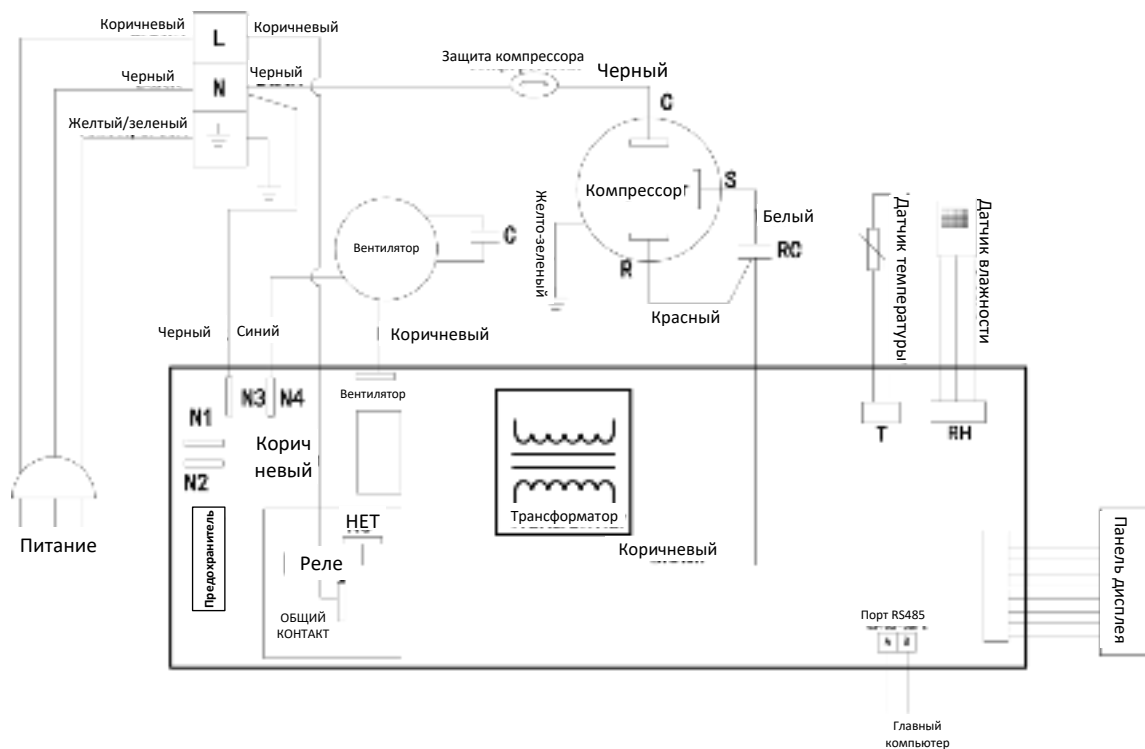 Коричневый
L
Коричневый
Черный
N
Черный
Желтый/зеленый
Защита компрессора
Черный
C
Компрессор
S
Белый
RC
R
Красный
Желто-зеленый
Вентилятор
C
Датчик температуры
Датчик влажности
Черный
Синий
Коричневый
N3
N4
Вентилятор
N1
N2
Корич
невый
T
RH
Трансформатор
Коричневый
Предохранитель
НЕТ
Реле
ОБЩИЙ
КОНТАКТ
Питание
Порт RS485
Панель дисплея
Главный
компьютер